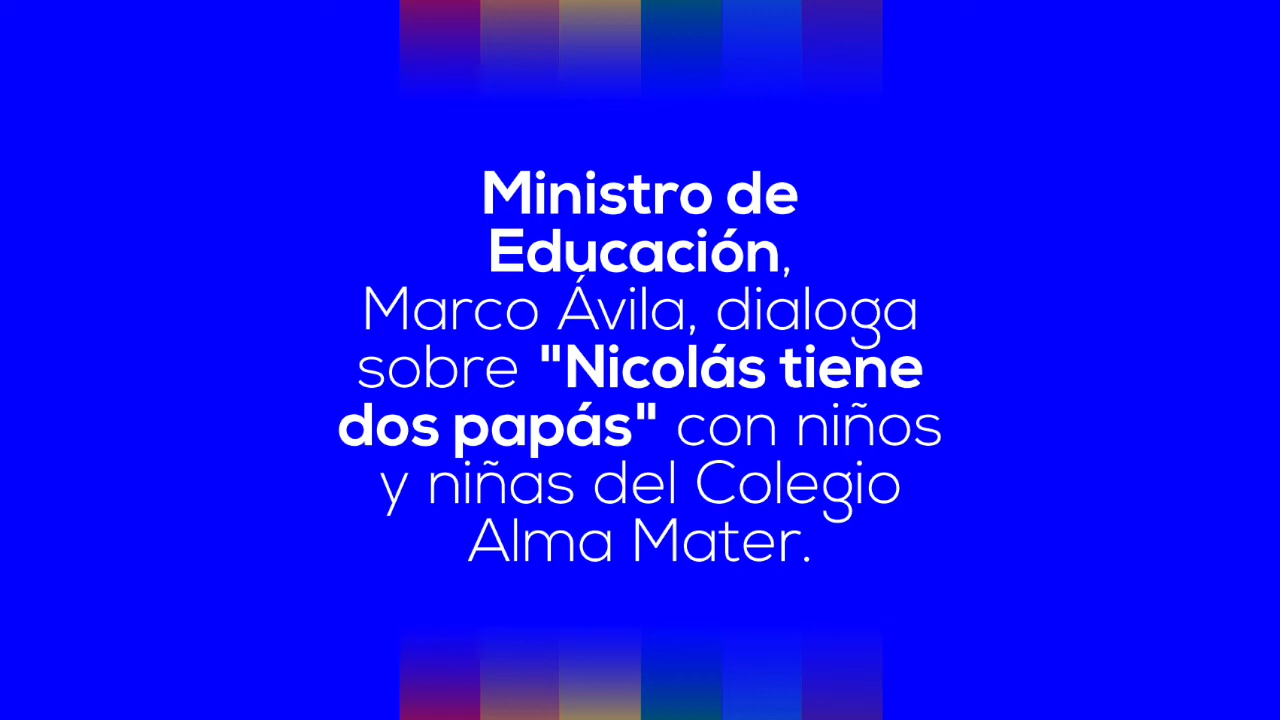 Ministro de
Educación,
Marco Ávila, dialoga
sobre "Nicolás tiene
dos papás" con niños
y niñas del Colegio
Alma Mater.